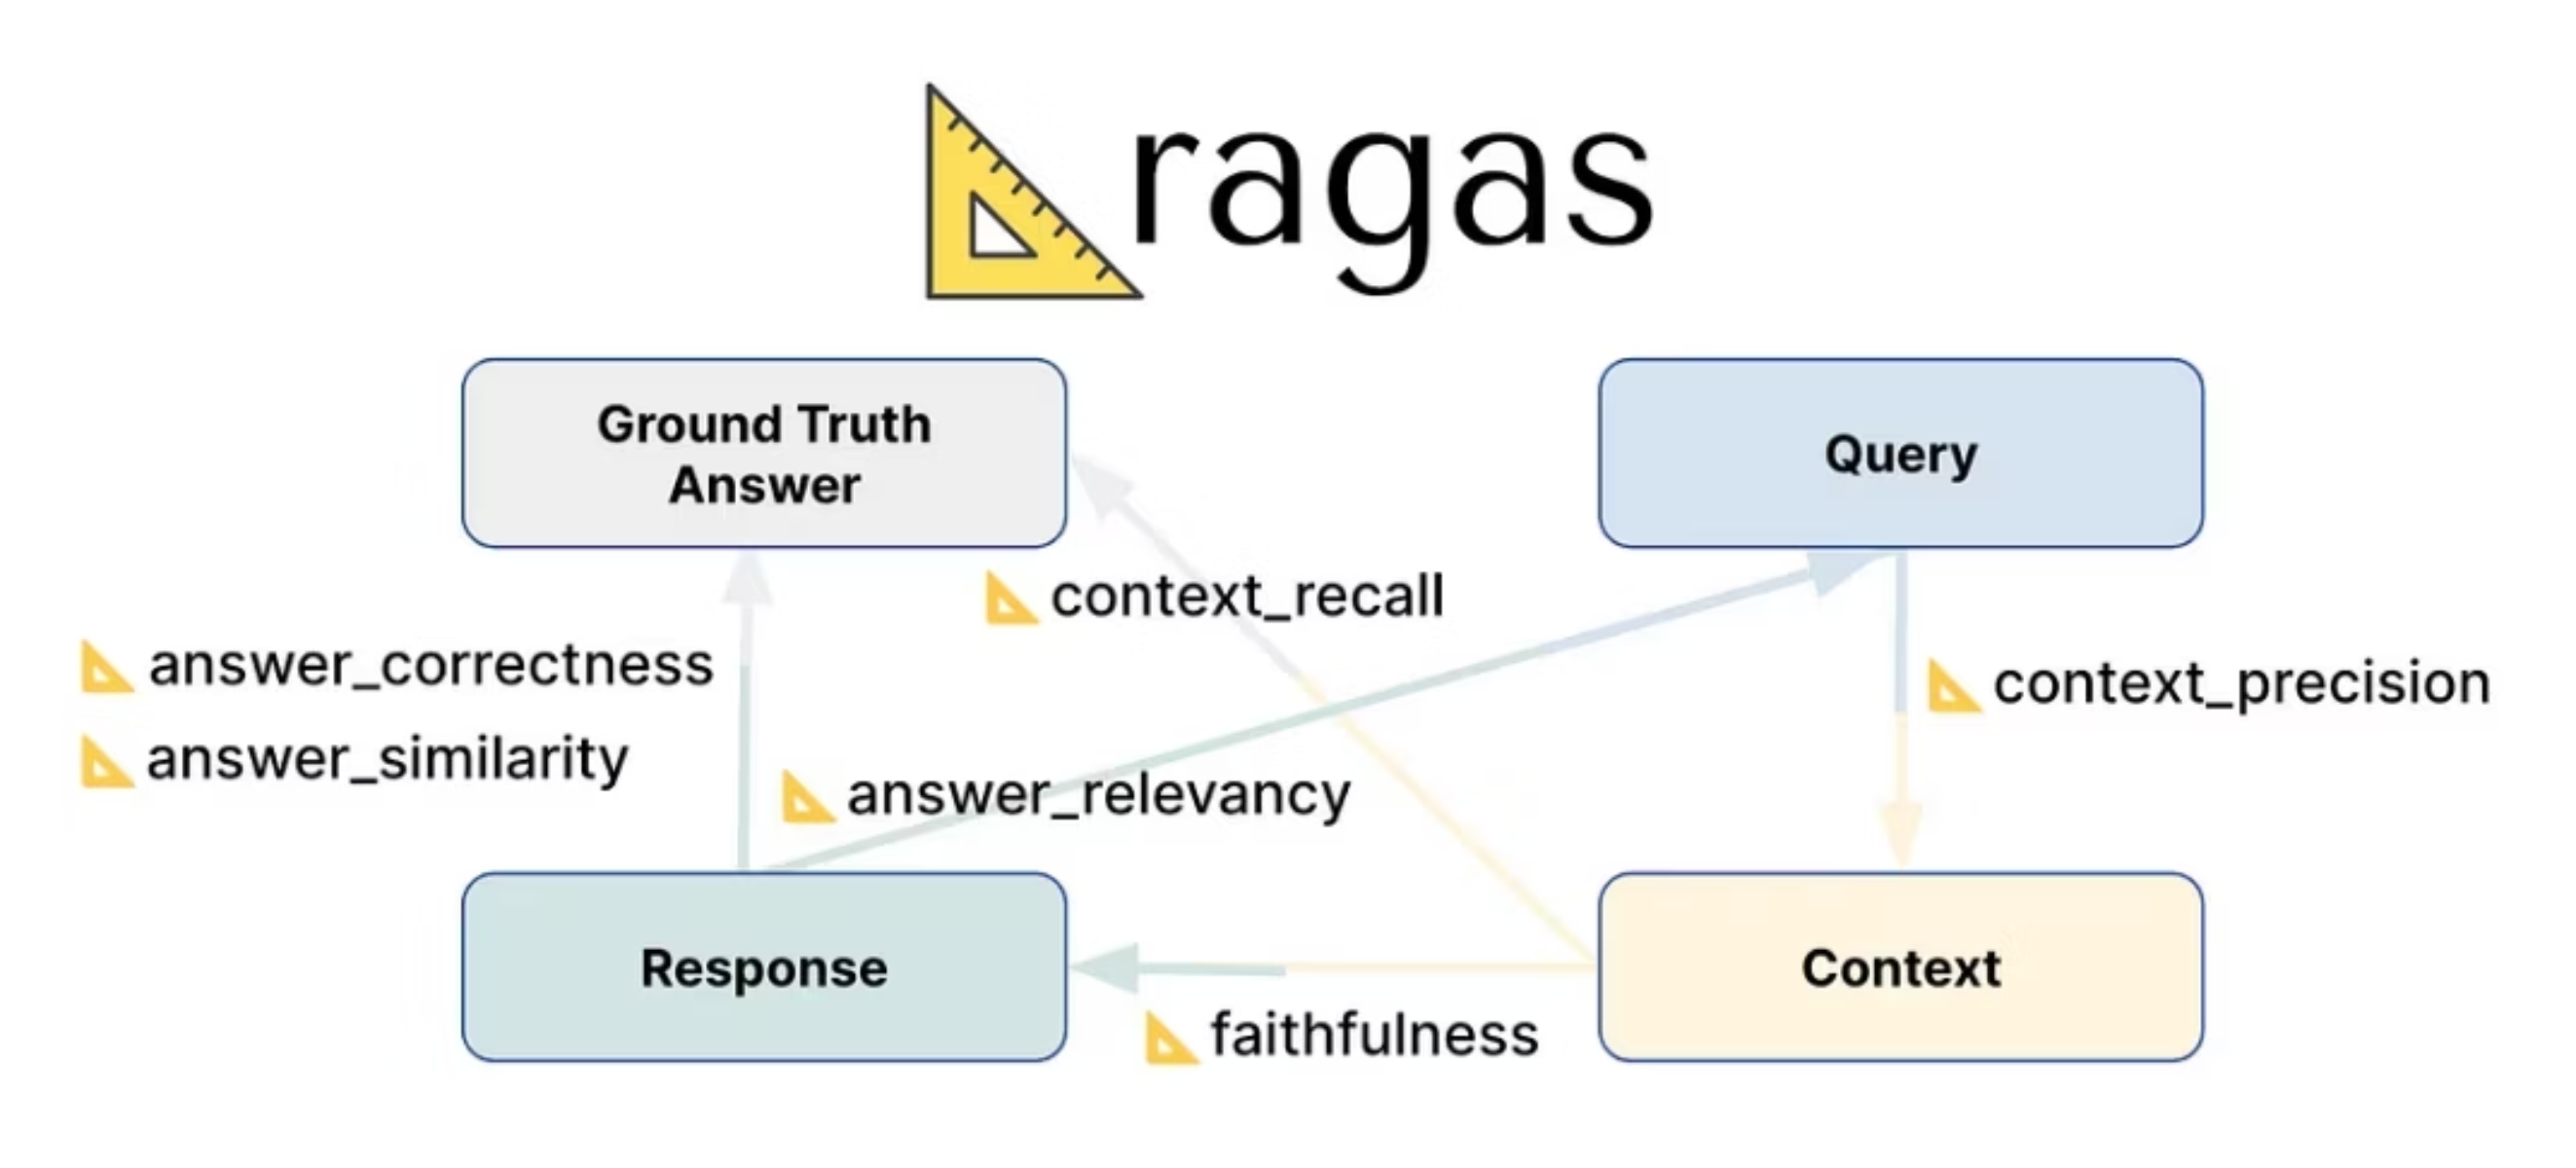 ragas
Ground Truth
Answer
Query
context_recall
answer_correctness
context_precision
answer_similarity
answer_relevancy
Response
Context
faithfulness